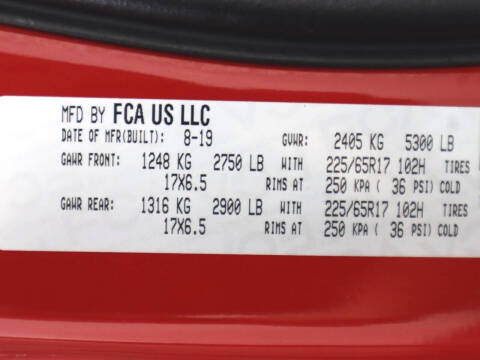 MFD BY FCA US LLC
DATE OF MFR(BUILT): 8-19 GVWR: 2405 KG 5300 LB
GAWR FRONT: 1248 KG 2750 LB WITH 225/65R17 102H TIRES
17X6.5 RIMS AT 250 KPA ( 36 PSI) COLD
GAWR REAR: 1316 KG 2900 LB WITH 225/65R17 102H TIRES
17X6.5 RIMS AT 250 KPA ( 36 PSI) COLD